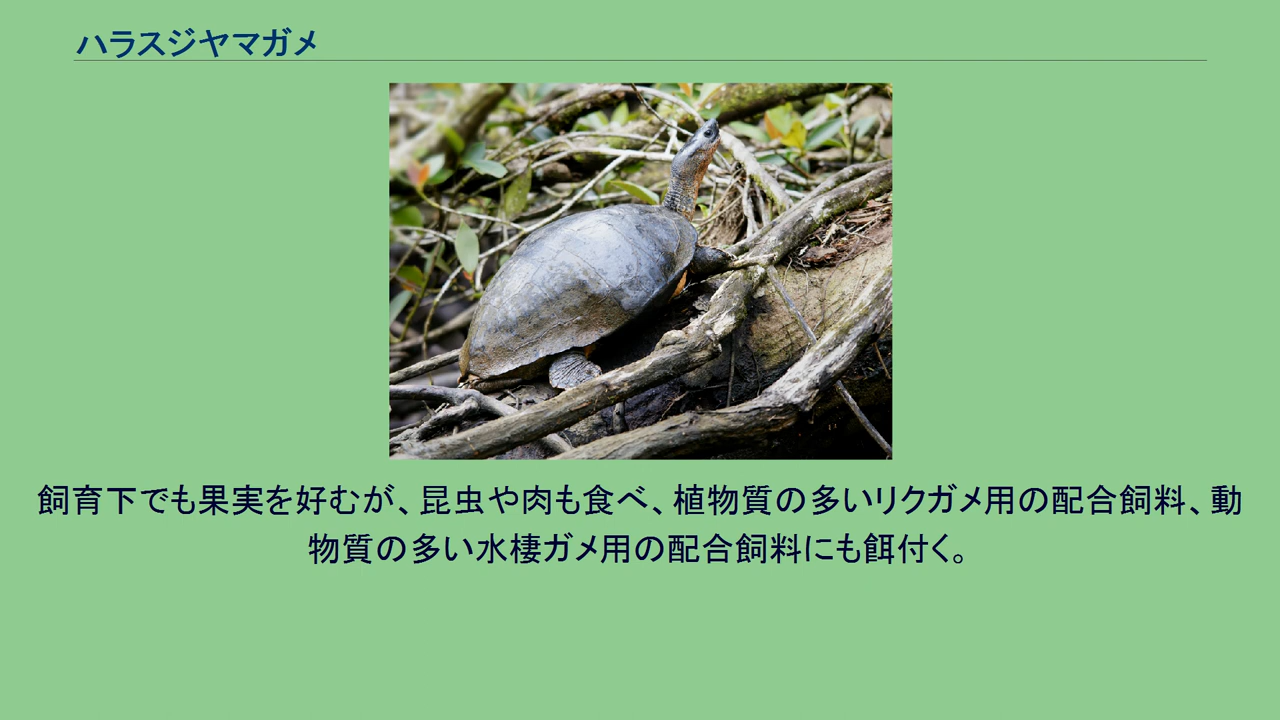 ハラスジヤマガメ
飼育下でも果実を好むが、昆虫や肉も食べ、植物質の多いリクガメ用の配合飼料、動
物質の多い水棲ガメ用の配合飼料にも餌付く。